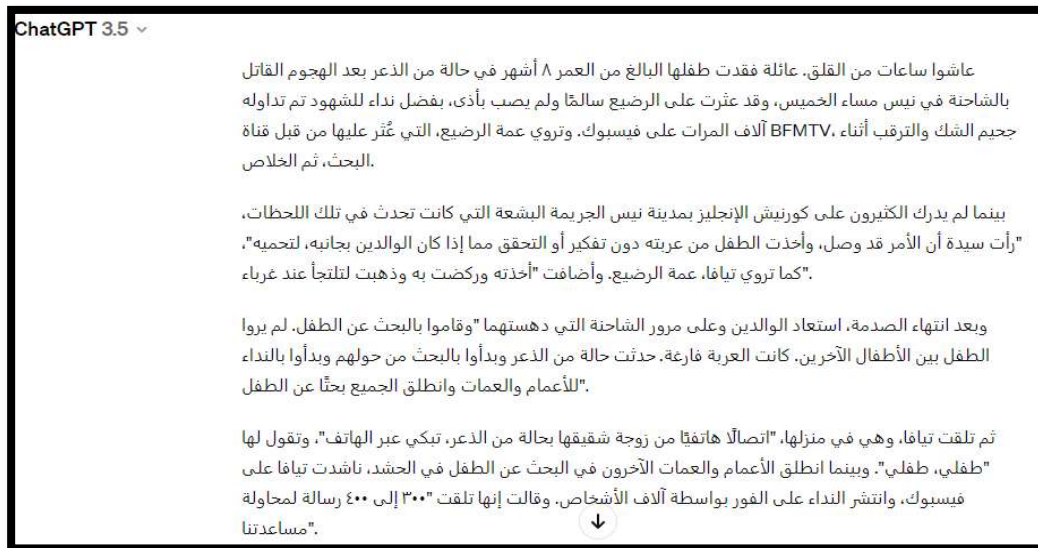 ChatGPT 3.5
عاشوا ساعات من القلق. عائلة فقدت طفلها البالغ من العمر ٨ أشهر في حالة من الذعر بعد الهجوم القاتل
بالشاحنة في نيس مساء الخميس، وقد عثرت على الرضيع سالمًا ولم يصب بأذى، بفضل نداء للشهود تم تداوله
جحيم الشك والترقب أثناء ،BFMTV آلاف المرات على فيسبوك. وتروي عمة الرضيع، التي عُثر عليها من قبل قناة
البحث، ثم الخلاص.
بينما لم يدرك الكثيرون على كورنيش الإنجليز بمدينة نيس الجريمة البشعة التي كانت تحدث في تلك اللحظات،
"رأت سيدة أن الأمر قد وصل، وأخذت الطفل من عربته دون تفكير أو التحقق مما إذا كان الوالدين بجانبه، لتحميه"،
كما تروي تيافا، عمة الرضيع. وأضافت "أخذته وركضت به وذهبت لتلتجأ عند غرباء".
وبعد انتهاء الصدمة، استعاد الوالدين وعلى مرور الشاحنة التي دهستهما "وقاموا بالبحث عن الطفل. لم يروا
الطفل بين الأطفال الآخرين. كانت العربة فارغة. حدثت حالة من الذعر وبدأوا بالبحث من حولهم وبدأوا بالنداء
للأعمام والعمات وانطلق الجميع بحثًا عن الطفل".
ثم تلقت تيافا، وهي في منزلها، "اتصالًا هاتفيًا من زوجة شقيقها بحالة من الذعر، تبكي عبر الهاتف"، وتقول لها
"طفلي، طفلي". وبينما انطلق الأعمام والعمات الآخرون في البحث عن الطفل في الحشد، ناشدت تيافا على
فيسبوك، وانتشر النداء على الفور بواسطة آلاف الأشخاص. وقالت إنها تلقت "٣٠٠ إلى ٤٠٠ رسالة لمحاولة
مساعدتنا".